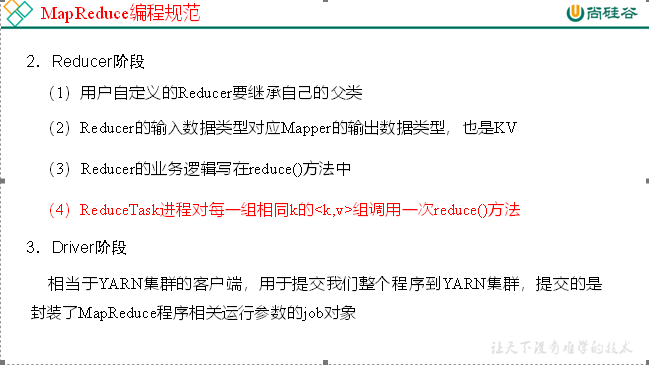 MapReduce编程规范
尚硅谷
2．Reducer阶段
（1）用户自定义的Reducer要继承自己的父类
（2）Reducer的输入数据类型对应Mapper的输出数据类型，也是KV
（3）Reducer的业务逻辑写在reduce()方法中
（4）ReduceTask进程对每一组相同k的<k,v>组调用一次reduce()方法
3．Driver阶段
相当于YARN集群的客户端，用于提交我们整个程序到YARN集群，提交的是
封装了MapReduce程序相关运行参数的job对象
让天下没有难学的技术